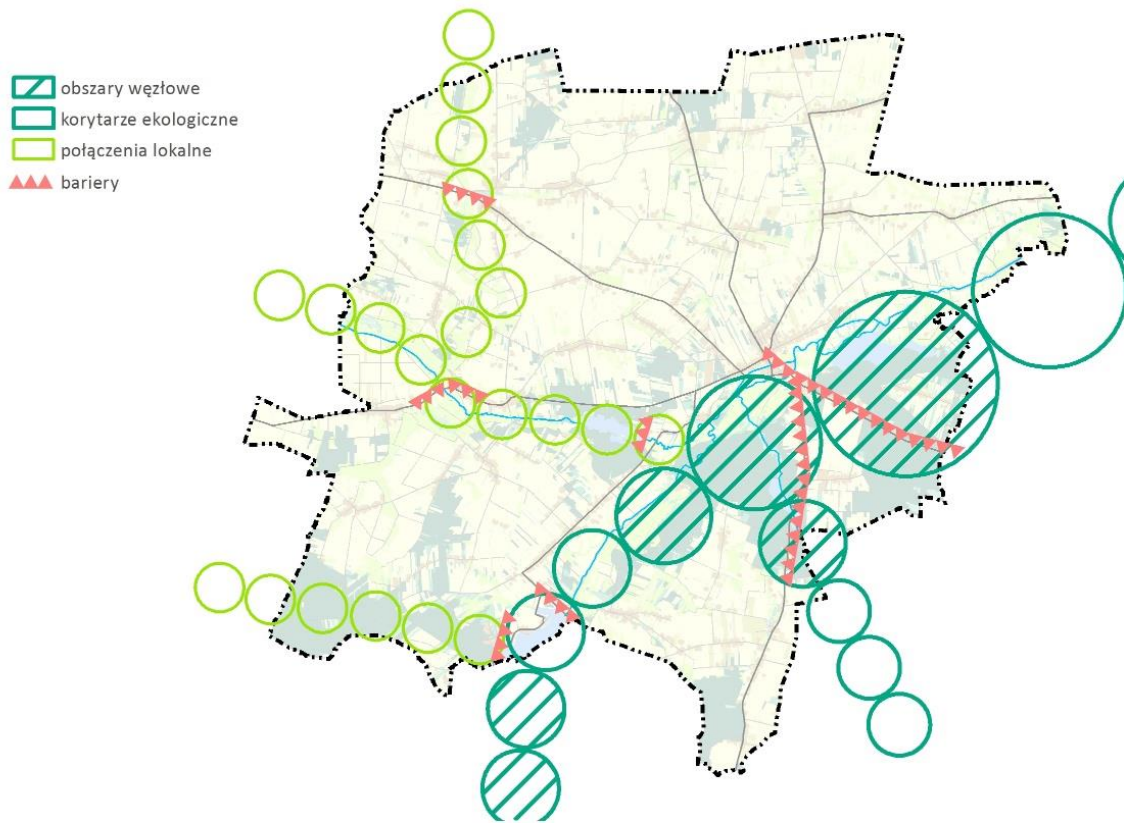 obszary węzłowe
korytarze ekologiczne
połączenia lokalne
bariery